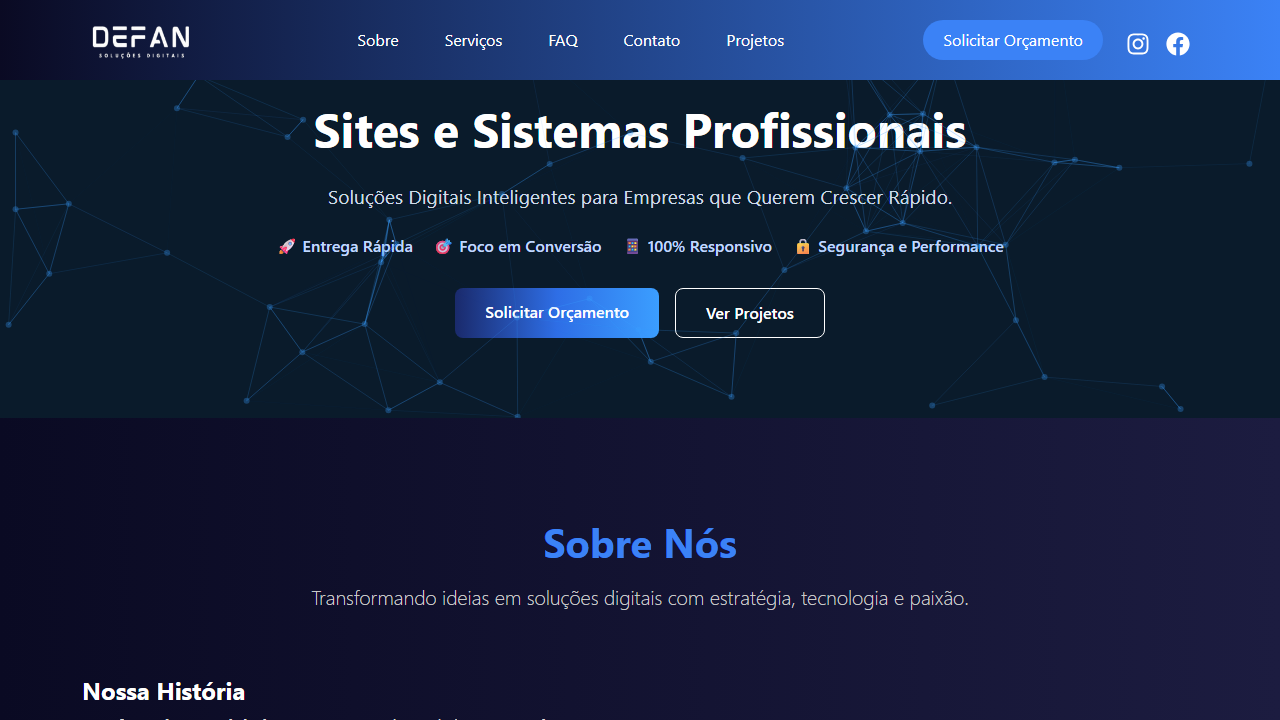 DEFAN
SOLUÇÕES DIGITAIS
Sobre Serviços FAQ Contato Projetos
Solicitar Orçamento
Sites e Sistemas Profissionais
Soluções Digitais Inteligentes para Empresas que Querem Crescer Rápido.
🚀 Entrega Rápida 🎯 Foco em Conversão 📱 100% Responsivo 🔒 Segurança e Performance
Solicitar Orçamento Ver Projetos
Sobre Nós
Transformando ideias em soluções digitais com estratégia, tecnologia e paixão.
Nossa História